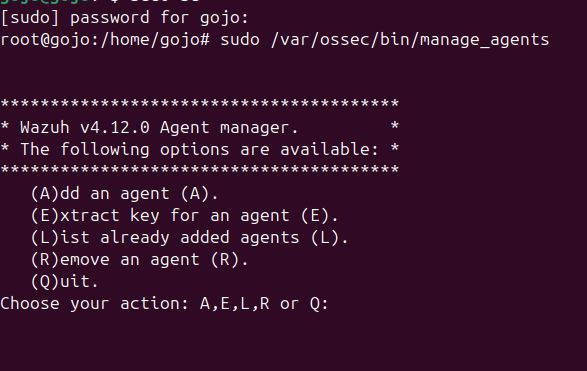 [sudo] password for gojo:
root@gojo:/home/gojo# sudo /var/ossec/bin/manage_agents
****************************************
* Wazuh v4.12.0 Agent manager.         *
* The following options are available: *
****************************************
   (A)dd an agent (A).
   (E)xtract key for an agent (E).
   (L)ist already added agents (L).
   (R)emove an agent (R).
   (Q)uit.
Choose your action: A,E,L,R or Q: